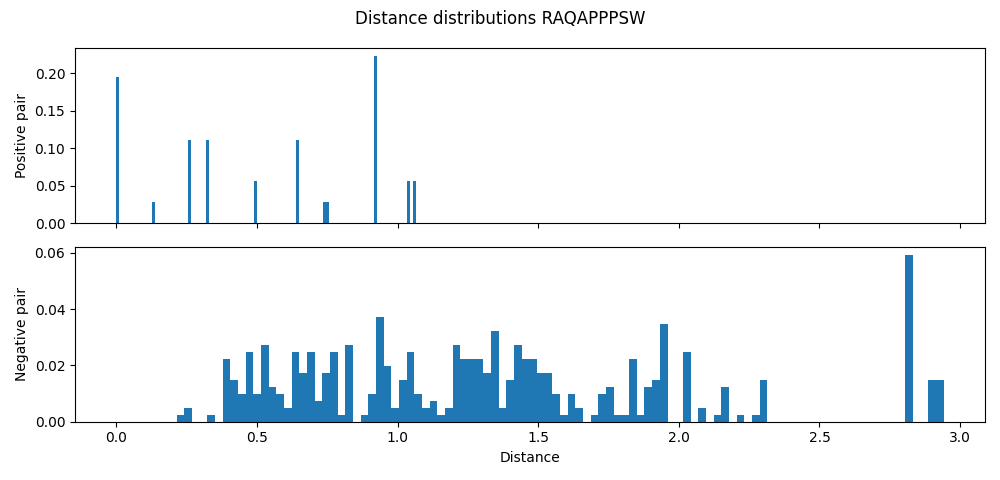 Distance distributions RAQAPPPSW
0.20
0.15
0.10
0.05
0.00
Positive pair
0.06
0.04
0.02
0.00
Negative pair
0.0 0.5 1.0 1.5 2.0 2.5 3.0
Distance